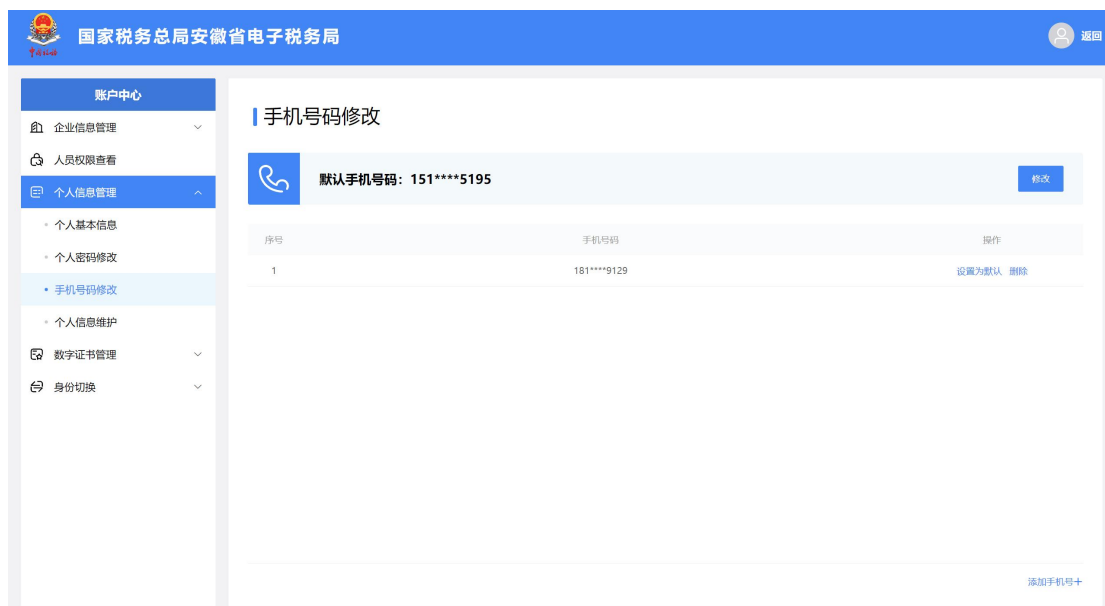 国家税务总局安徽省电子税务局
返回
账户中心
企业信息管理
人员权限查看
个人信息管理
个人基本信息
个人密码修改
手机号码修改
个人信息维护
数字证书管理
身份切换
手机号码修改
默认手机号码：151****5195
修改
序号 手机号码 操作
1 181****9129 设置为默认 删除
添加手机号+